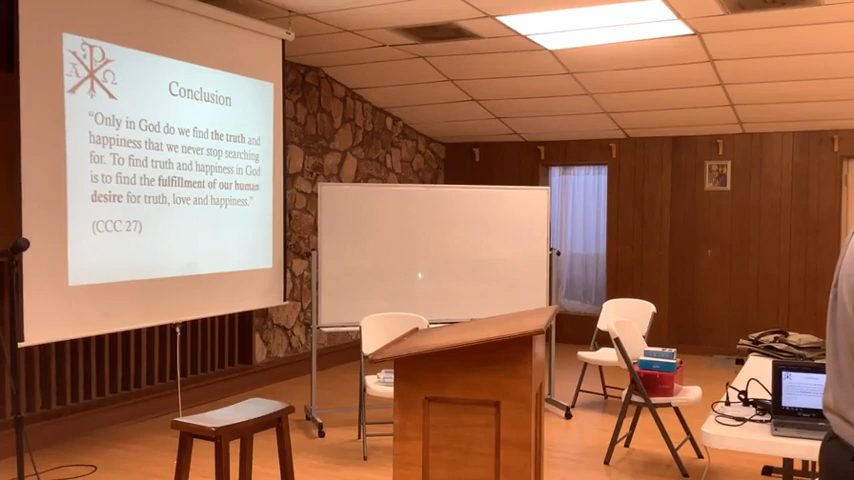 Α Ω
Conclusion
“Only in God do we find the truth and
happiness that we never stop searching
for. To find truth and happiness in God
is to find the fulfillment of our human
desire for truth, love and happiness.”
(CCC 27)